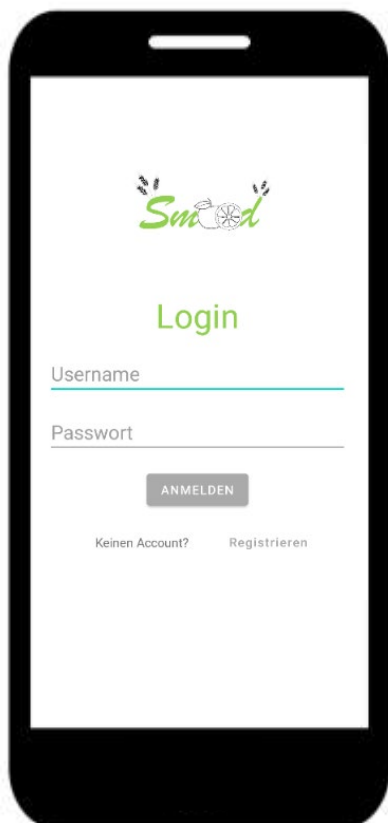 Smood
Login
Username
Passwort
ANMELDEN
Keinen Account? Registrieren